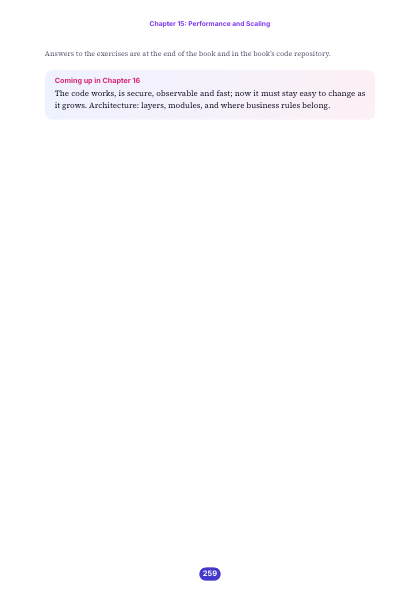 Chapter 15: Performance and Scaling
Answers to the exercises are at the end of the book and in the book's code repository.
Coming up in Chapter 16
The code works, is secure, observable and fast; now it must stay easy to change as
it grows. Architecture: layers, modules, and where business rules belong.
259